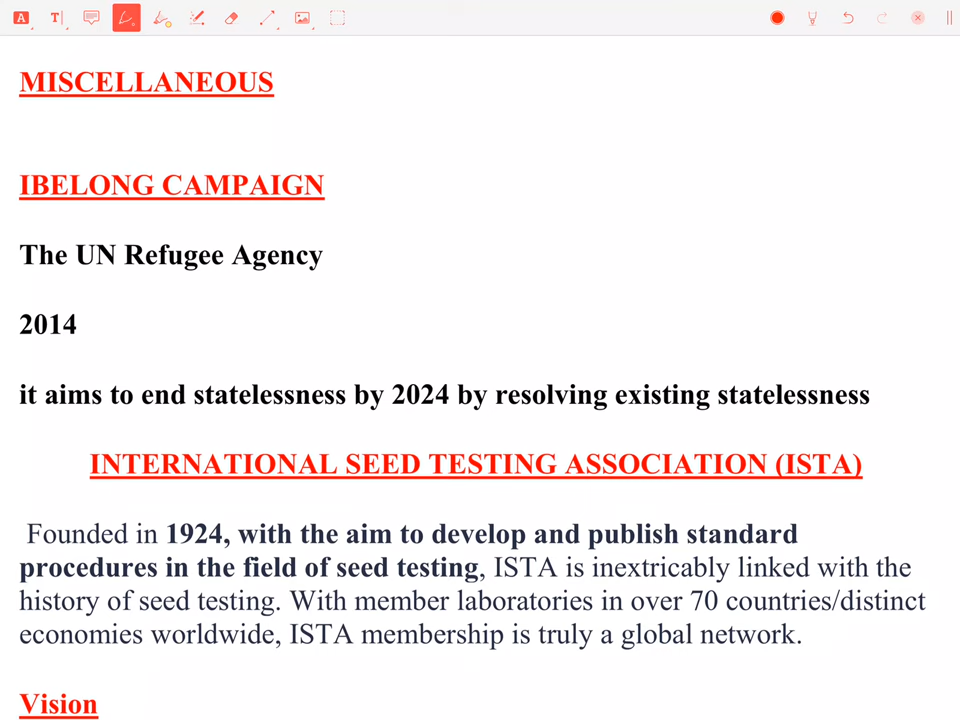 A T
MISCELLANEOUS
IBELONG CAMPAIGN
The UN Refugee Agency
2014
it aims to end statelessness by 2024 by resolving existing statelessness
INTERNATIONAL SEED TESTING ASSOCIATION (ISTA)
Founded in 1924, with the aim to develop and publish standard
procedures in the field of seed testing, ISTA is inextricably linked with the
history of seed testing. With member laboratories in over 70 countries/distinct
economies worldwide, ISTA membership is truly a global network.
Vision